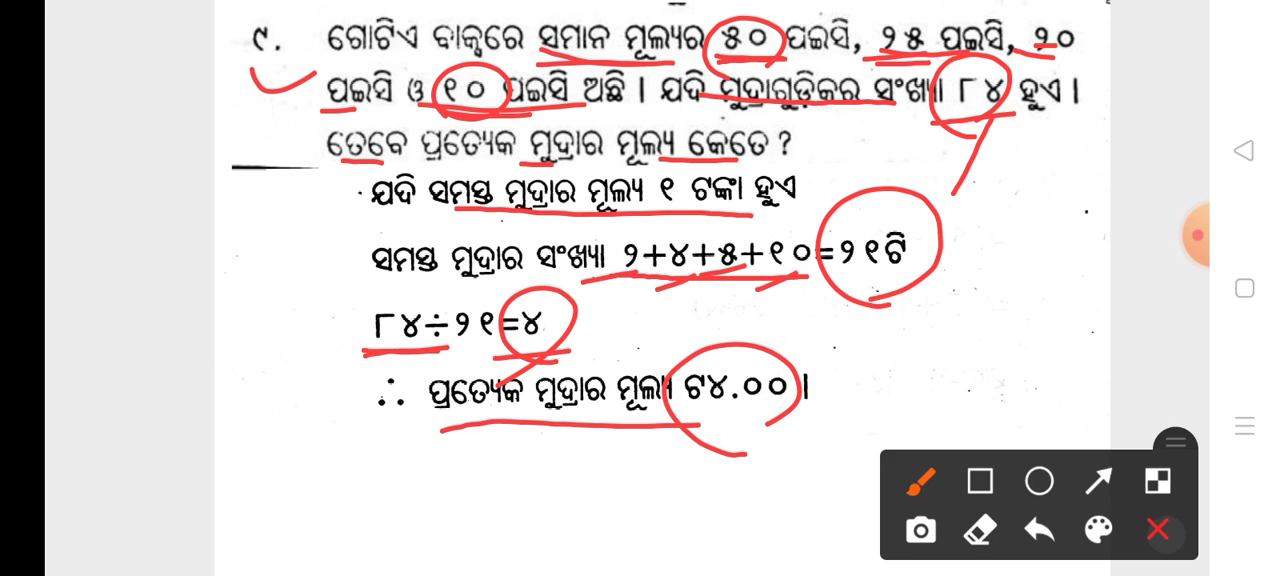 ୯. ଗୋଟିଏ ବାକ୍ସରେ ସମାନ ମୂଲ୍ୟର ୫୦ ପଇସି, ୨୫ ପଇସି, ୨୦
ପଇସି ଓ ୧୦ ପଇସି ଅଛି । ଯଦି ମୁଦ୍ରାଗୁଡ଼ିକର ସଂଖ୍ୟା ୮୪ ହୁଏ ।
ତେବେ ପ୍ରତ୍ୟେକ ମୁଦ୍ରାର ମୂଲ୍ୟ କେତେ ?
ଯଦି ସମସ୍ତ ମୁଦ୍ରାର ମୂଲ୍ୟ ୧ ଟଙ୍କା ହୁଏ
ସମସ୍ତ ମୁଦ୍ରାର ସଂଖ୍ୟା ୨+୪+୫+୧୦=୨୧ଟି
୮୪÷୨୧=୪
∴ ପ୍ରତ୍ୟେକ ମୁଦ୍ରାର ମୂଲ୍ୟ ଟ୪.୦୦ ।